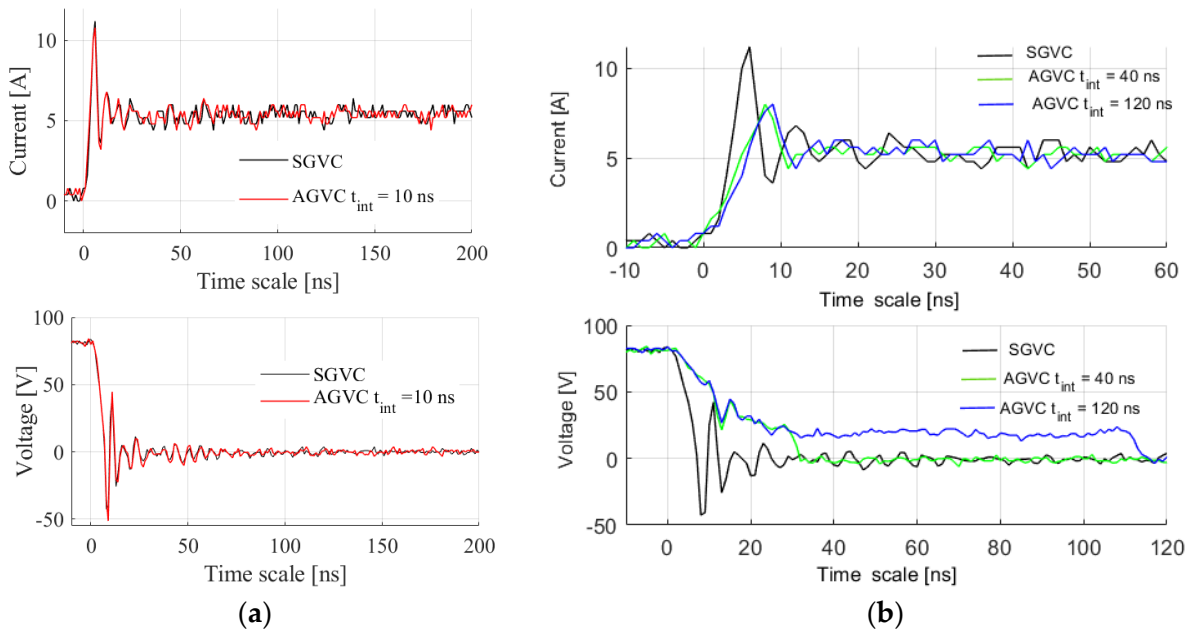 10
5
0
Current [A]
SGVC
AGVC tint = 10 ns
0 50 100 150 200
Time scale [ns]
100
50
0
-50
Voltage [V]
SGVC
AGVC tint =10 ns
0 50 100 150 200
Time scale [ns]
(a)
10
5
0
Current [A]
SGVC
AGVC tint = 40 ns
AGVC tint = 120 ns
-10 0 10 20 30 40 50 60
Time scale [ns]
100
50
0
-50
Voltage [V]
SGVC
AGVC tint = 40 ns
AGVC tint = 120 ns
0 20 40 60 80 100 120
Time scale [ns]
(b)